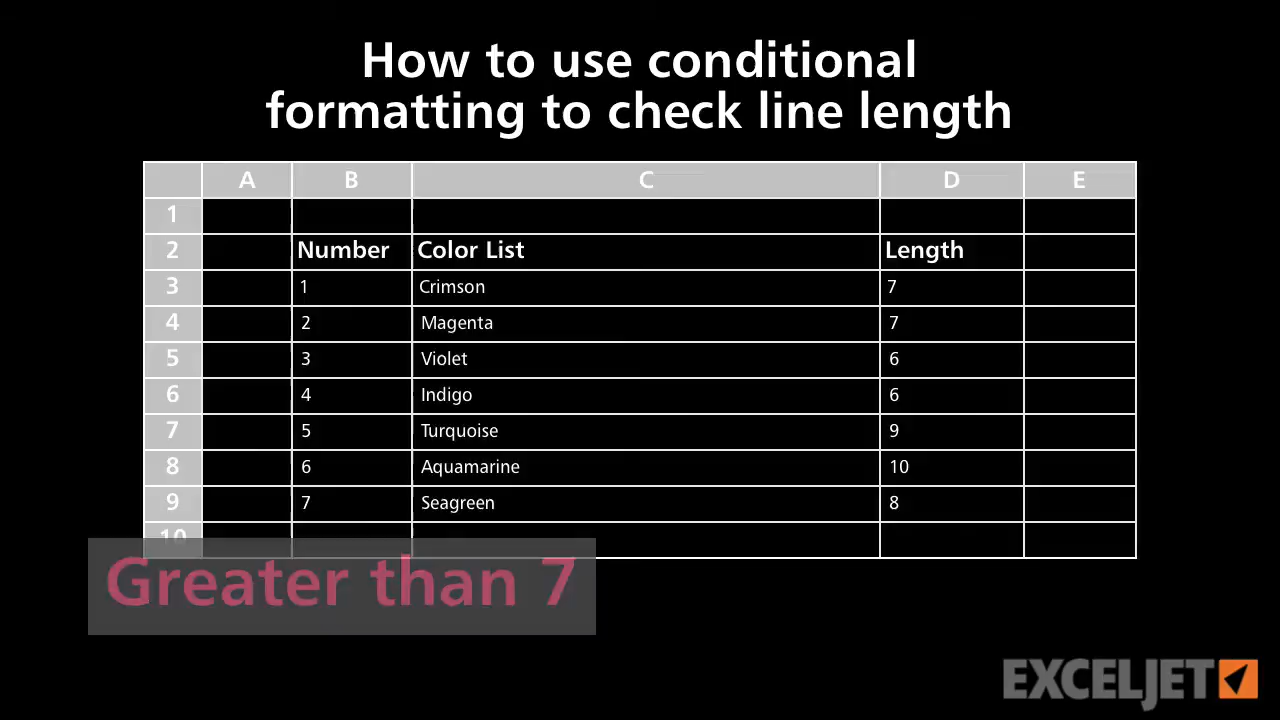 How to use conditional
formatting to check line length
A B C D E
1
2 Number Color List Length
3 1 Crimson 7
4 2 Magenta 7
5 3 Violet 6
6 4 Indigo 6
7 5 Turquoise 9
8 6 Aquamarine 10
9 7 Seagreen 8
10
Greater than 7
EXCELJET